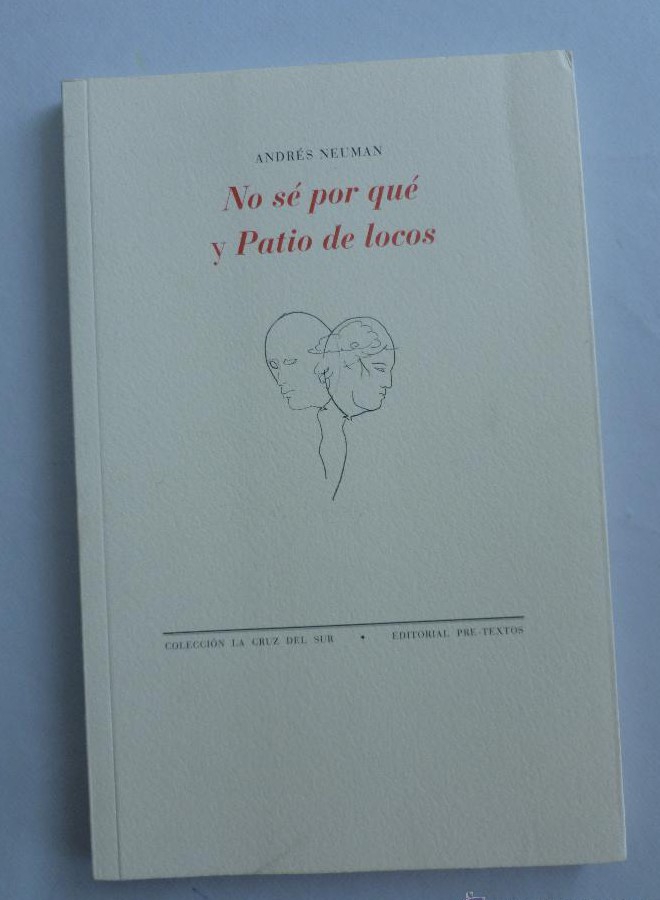 ANDRÉS NEUMAN
No sé por qué
y Patio de locos
COLECCIÓN LA CRUZ DEL SUR • EDITORIAL PRE-TEXTOS